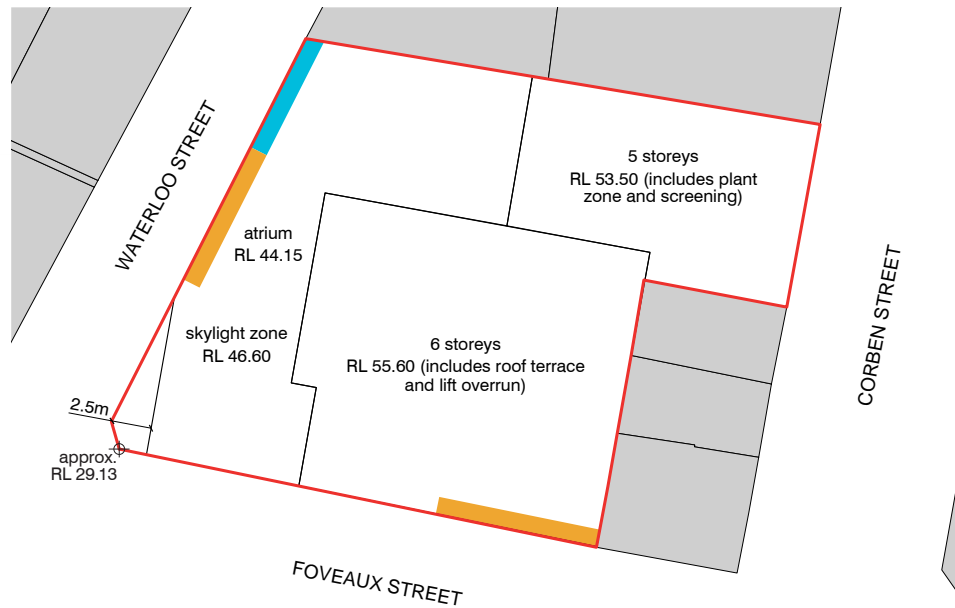 WATERLOO STREET
5 storeys
RL 53.50 (includes plant
zone and screening)
atrium
RL 44.15
skylight zone
RL 46.60
6 storeys
RL 55.60 (includes roof terrace
and lift overrun)
CORBEN STREET
2.5m
approx.
RL 29.13
FOVEAUX STREET